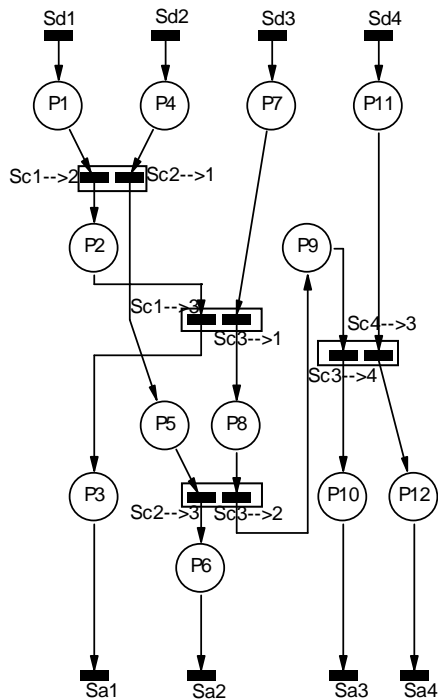 Sd1 Sd2 Sd3 Sd4
P1 P4 P7 P11
Sc1-->2 Sc2-->1
P2 P9
Sc1-->3 Sc4-->3
Sc3-->1
Sc3-->4
P5 P8
P3 P10 P12
Sc2-->3 Sc3-->2
P6
Sa1 Sa2 Sa3 Sa4